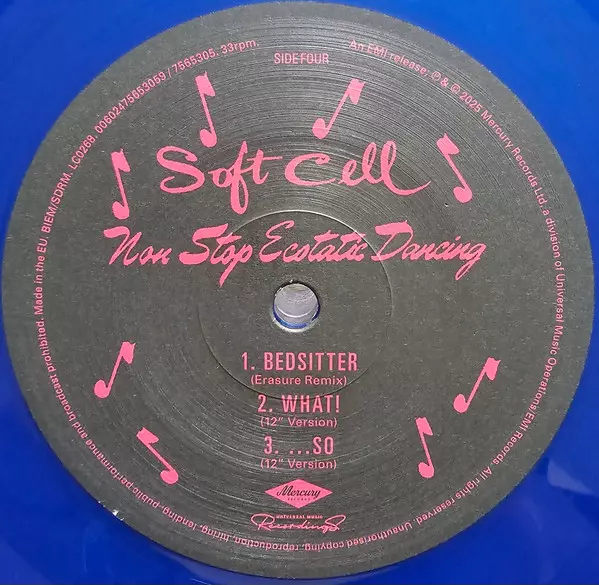 SIDE FOUR
Soft Cell
Non Stop Ecstatic Dancing
1. BEDSITTER
(Erasure Remix)
2. WHAT!
(12" Version)
3. ...SO
(12" Version)
Mercury
RECORDS
UNIVERSAL MUSIC
Recordings
An EMI release; ℗ & © 2025 Mercury Records Ltd, a division of Universal Music Operations/EMI Records. All rights reserved. Unauthorised copying, reproduction, hiring, lending, public performance and broadcast prohibited. Made in the EU. BIEM/SDRM. LC0268. 00602475653059 / 7565305. 33rpm.